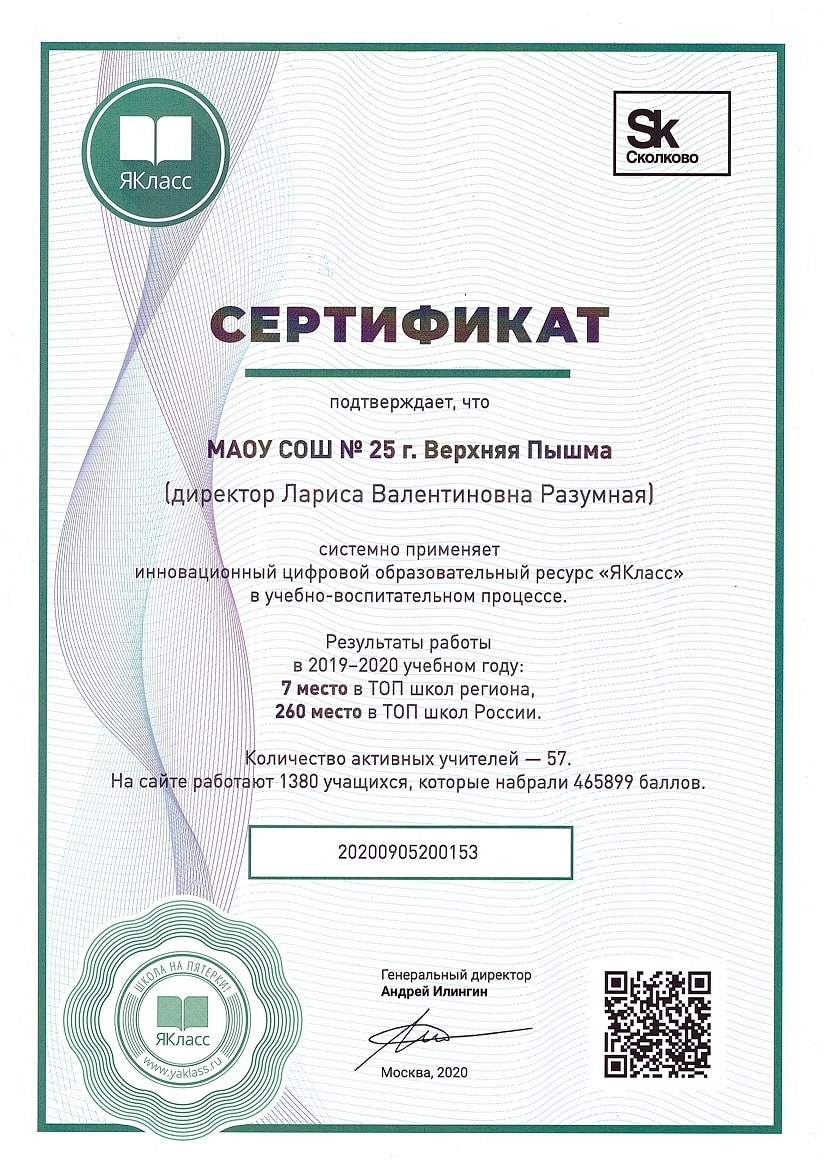 ЯКласс
Sk
Сколково
СЕРТИФИКАТ
подтверждает, что
МАОУ СОШ № 25 г. Верхняя Пышма
(директор Лариса Валентиновна Разумная)
системно применяет
инновационный цифровой образовательный ресурс «ЯКласс»
в учебно-воспитательном процессе.
Результаты работы
в 2019–2020 учебном году:
7 место в ТОП школ региона,
260 место в ТОП школ России.
Количество активных учителей — 57.
На сайте работают 1380 учащихся, которые набрали 465899 баллов.
20200905200153
ШКОЛА НА ПЯТЁРКИ!
ЯКласс
www.yaklass.ru
Генеральный директор
Андрей Илингин
Москва, 2020